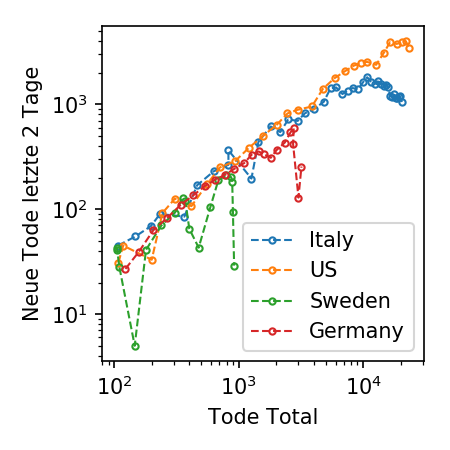 Neue Tode letzte 2 Tage
10³
10²
10¹
Italy
US
Sweden
Germany
10² 10³ 10⁴
Tode Total